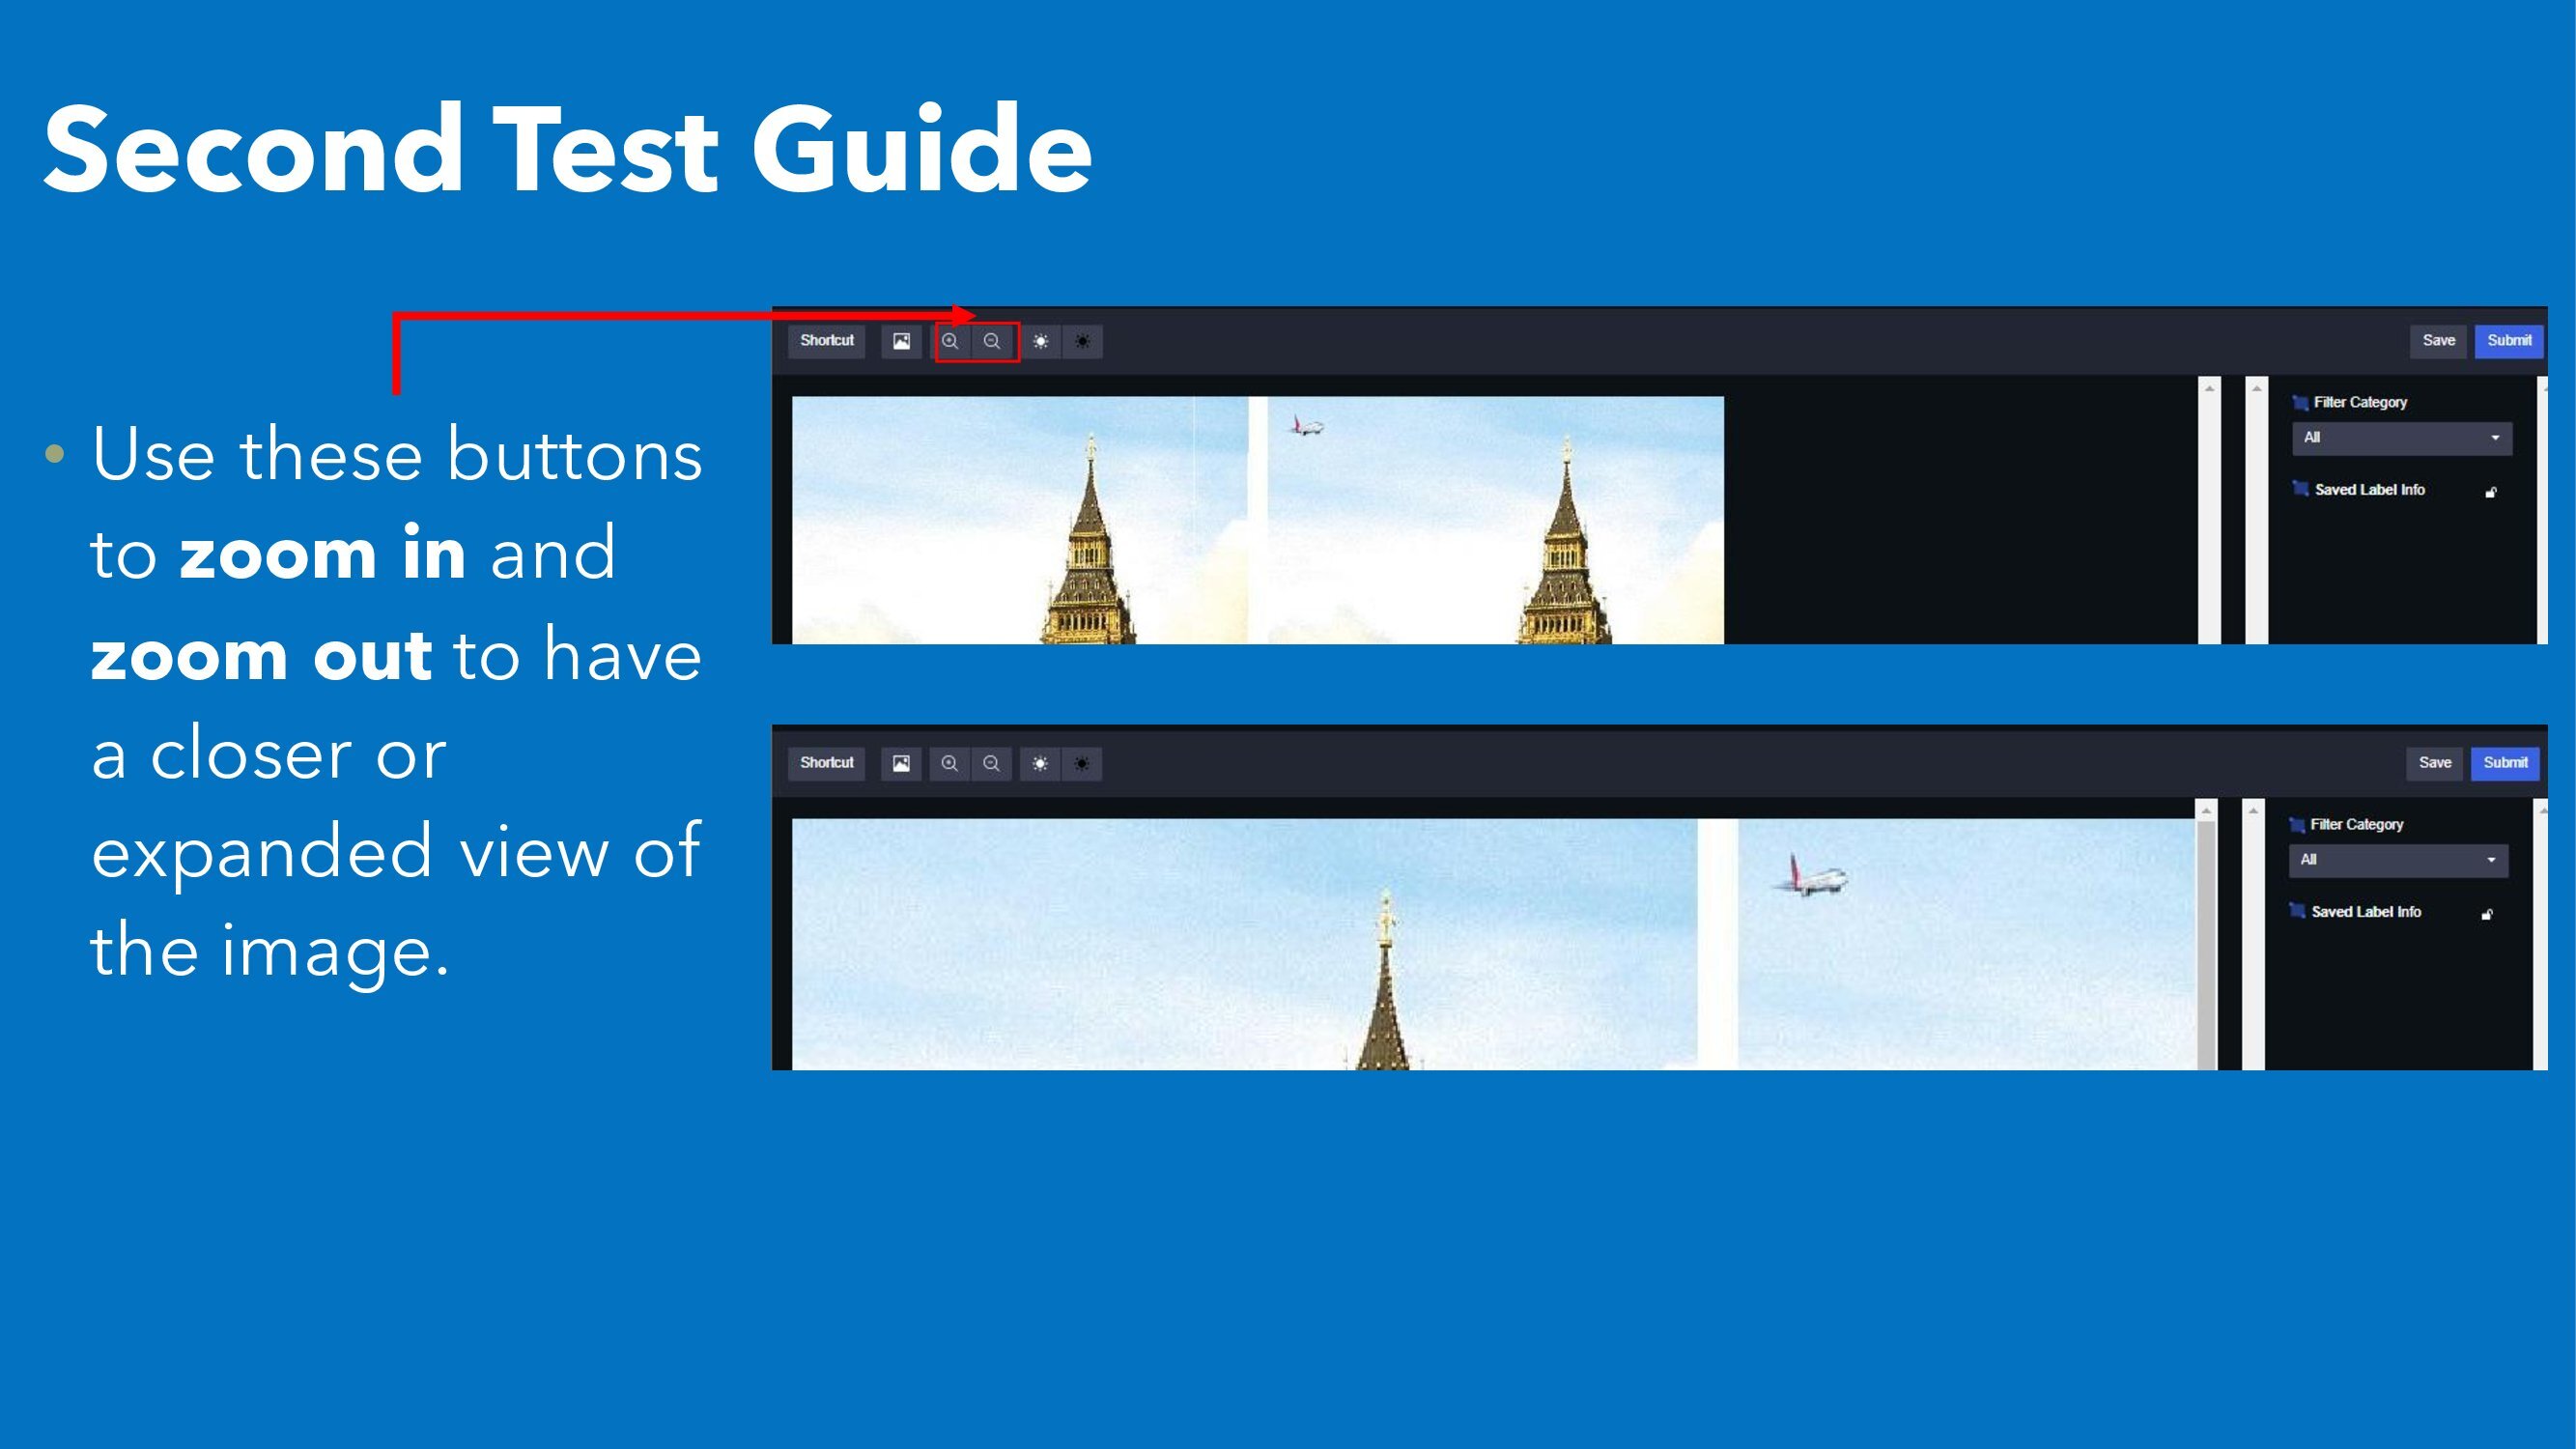 Second Test Guide
• Use these buttons
to zoom in and
zoom out to have
a closer or
expanded view of
the image.
Shortcut
Save
Submit
Filter Category
All
Saved Label Info
Shortcut
Save
Submit
Filter Category
All
Saved Label Info